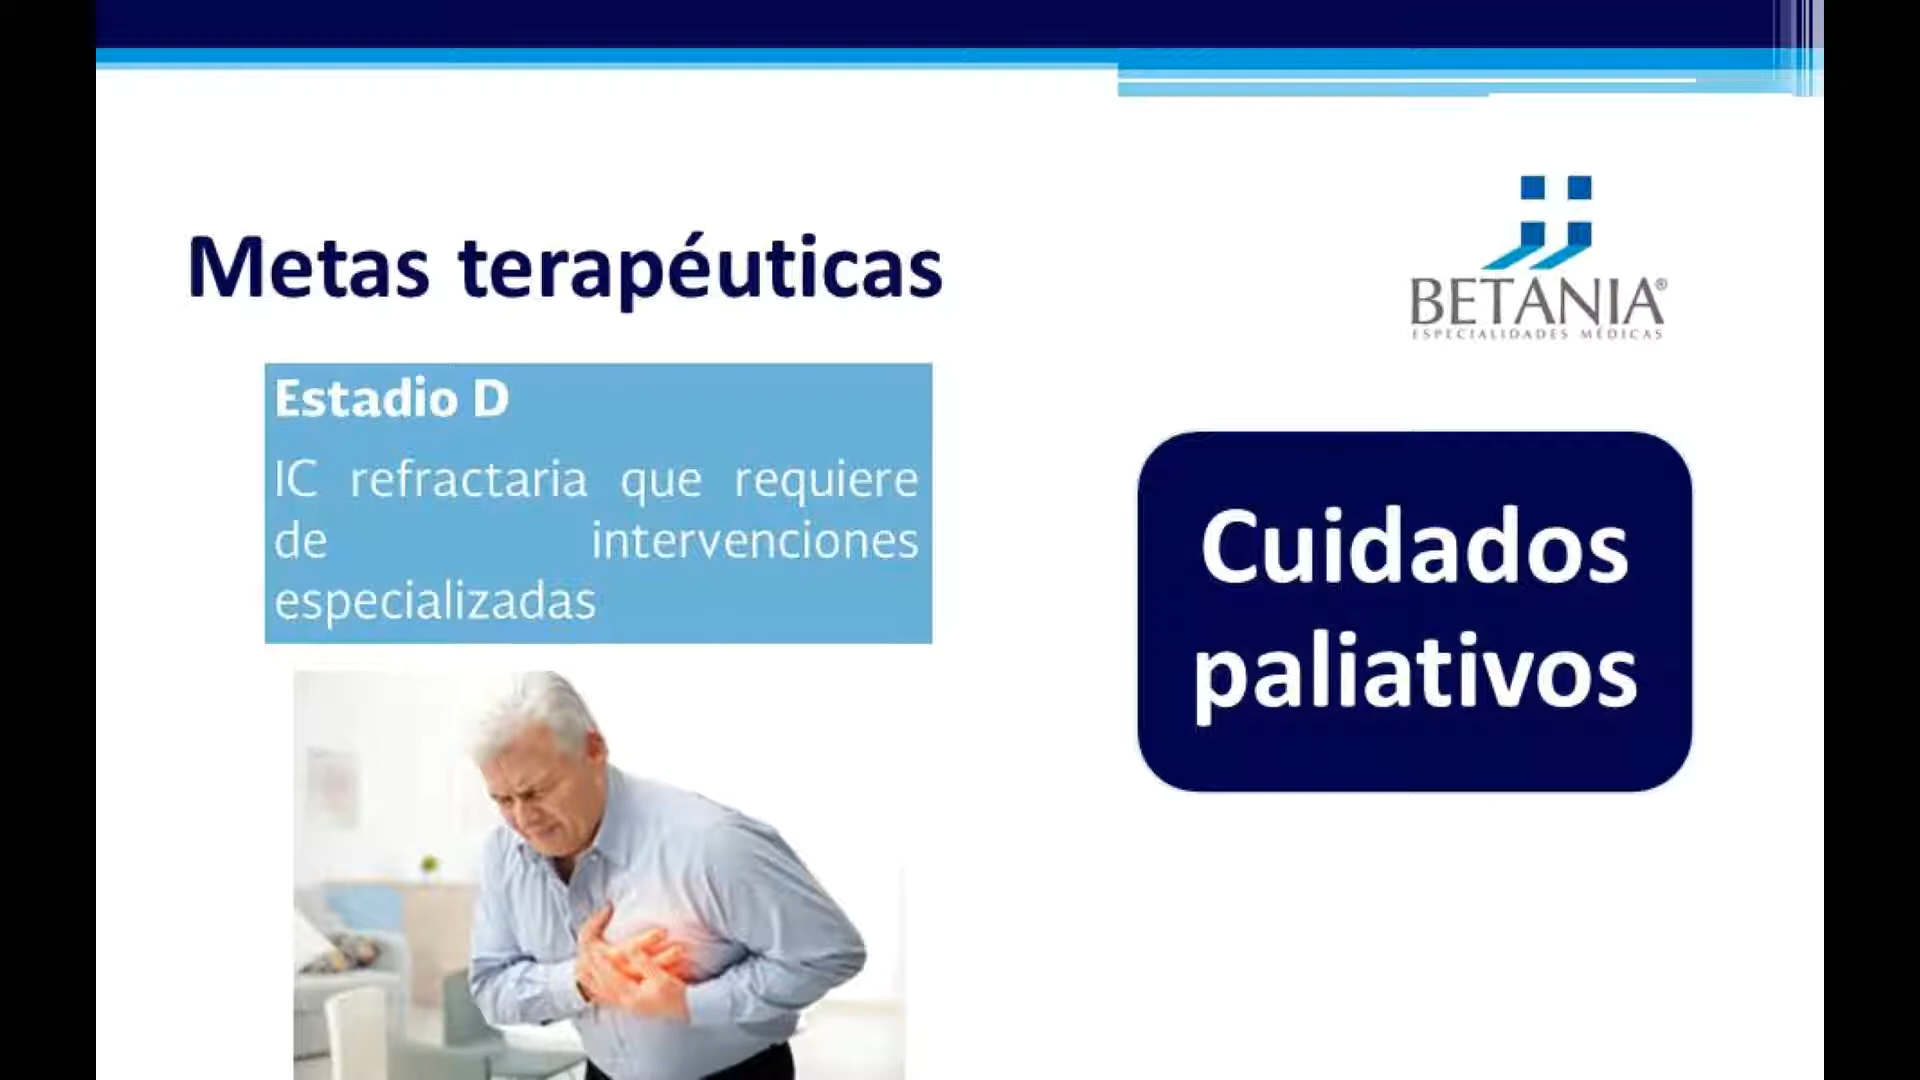 Metas terapéuticas
BETANIA®
ESPECIALIDADES MÉDICAS
Estadio D
IC refractaria que requiere
de intervenciones
especializadas
Cuidados
paliativos